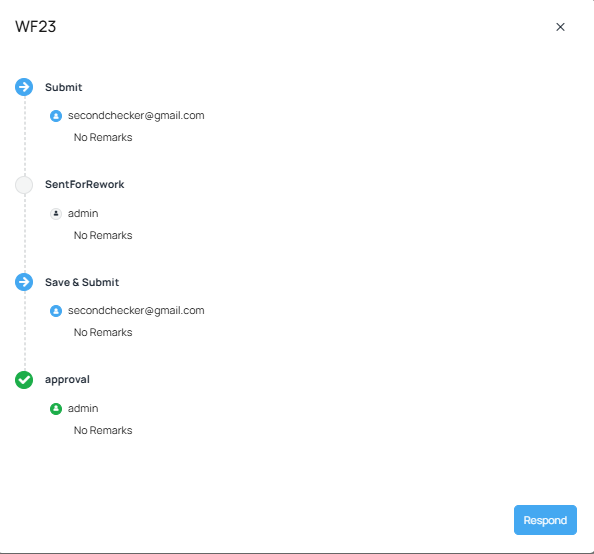 WF23
Submit
secondchecker@gmail.com
No Remarks
SentForRework
admin
No Remarks
Save & Submit
secondchecker@gmail.com
No Remarks
approval
admin
No Remarks
Respond